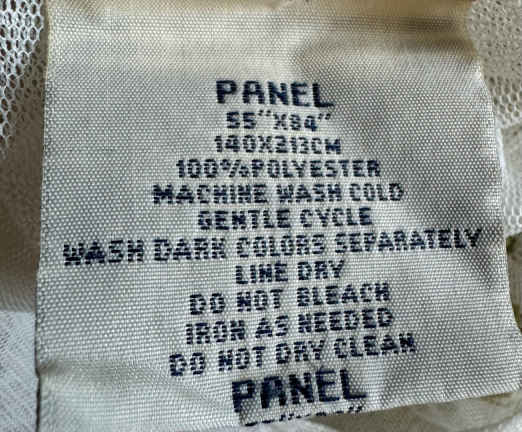 PANEL
55"X84"
140X213CM
100%POLYESTER
MACHINE WASH COLD
GENTLE CYCLE
WASH DARK COLORS SEPARATELY
LINE DRY
DO NOT BLEACH
IRON AS NEEDED
DO NOT DRY CLEAN
PANEL